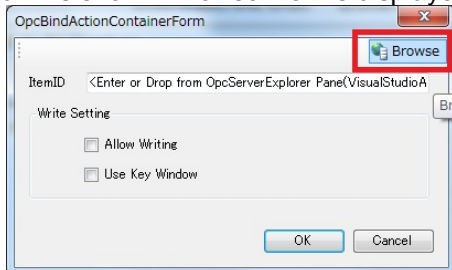 OpcBindActionContainerForm
Browse
ItemID <Enter or Drop from OpcServerExplorer Pane(VisualStudioA
Write Setting
Allow Writing
Use Key Window
OK Cancel